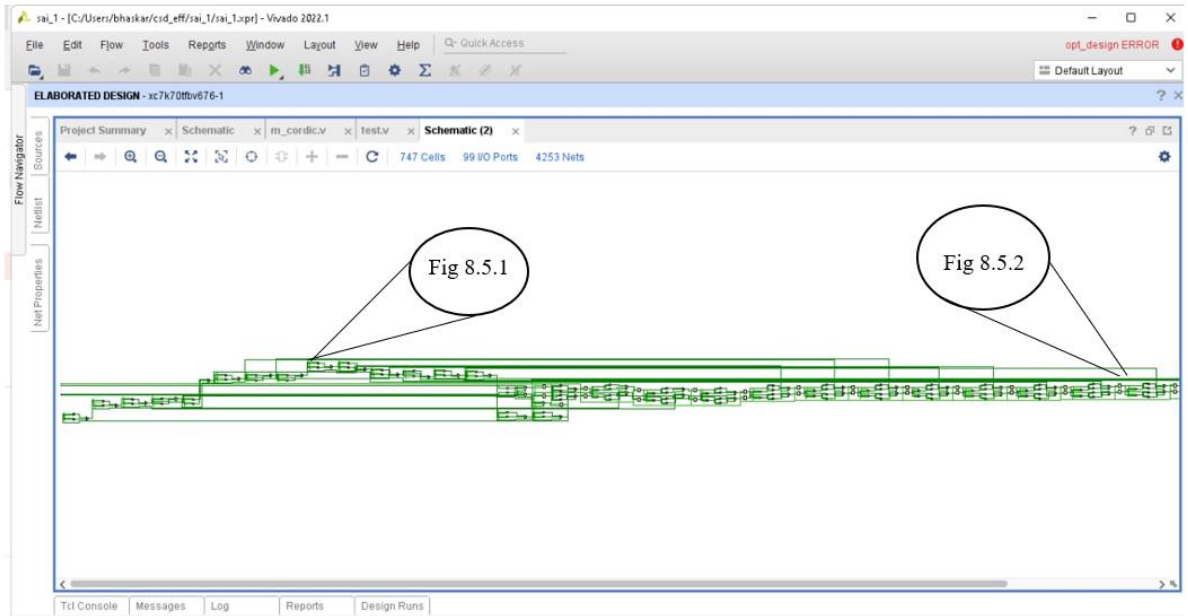 sai_1 - [C:/Users/bhaskar/csd_eff/sai_1/sai_1.xpr] - Vivado 2022.1
File Edit Flow Tools Reports Window Layout View Help Q- Quick Access
opt_design ERROR
Default Layout
ELABORATED DESIGN - xc7k70tfbv676-1
Flow Navigator
Sources
Netlist
Net Properties
Project Summary Schematic m_cordic.v test.v Schematic (2)
747 Cells 99 I/O Ports 4253 Nets
Fig 8.5.1
Fig 8.5.2
Tcl Console Messages Log Reports Design Runs